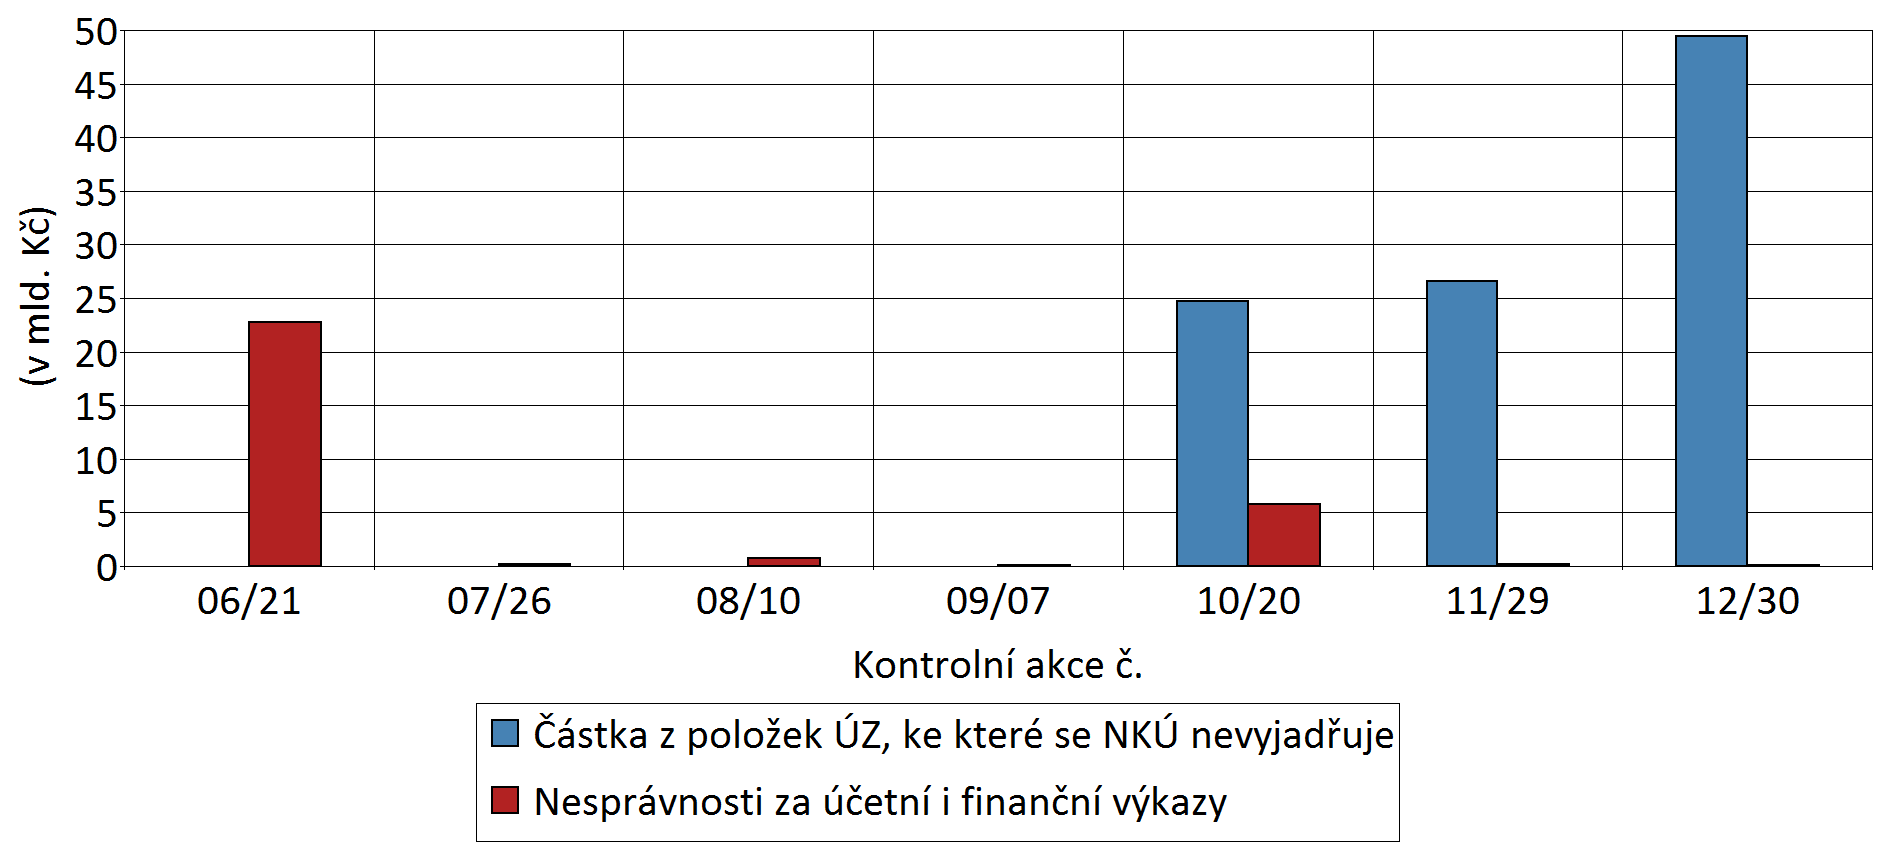 50
45
40
35
30
25
20
15
10
5
0
(v mld. Kč)
06/21 07/26 08/10 09/07 10/20 11/29 12/30
Kontrolní akce č.
Částka z položek ÚZ, ke které se NKÚ nevyjadřuje
Nesprávnosti za účetní i finanční výkazy